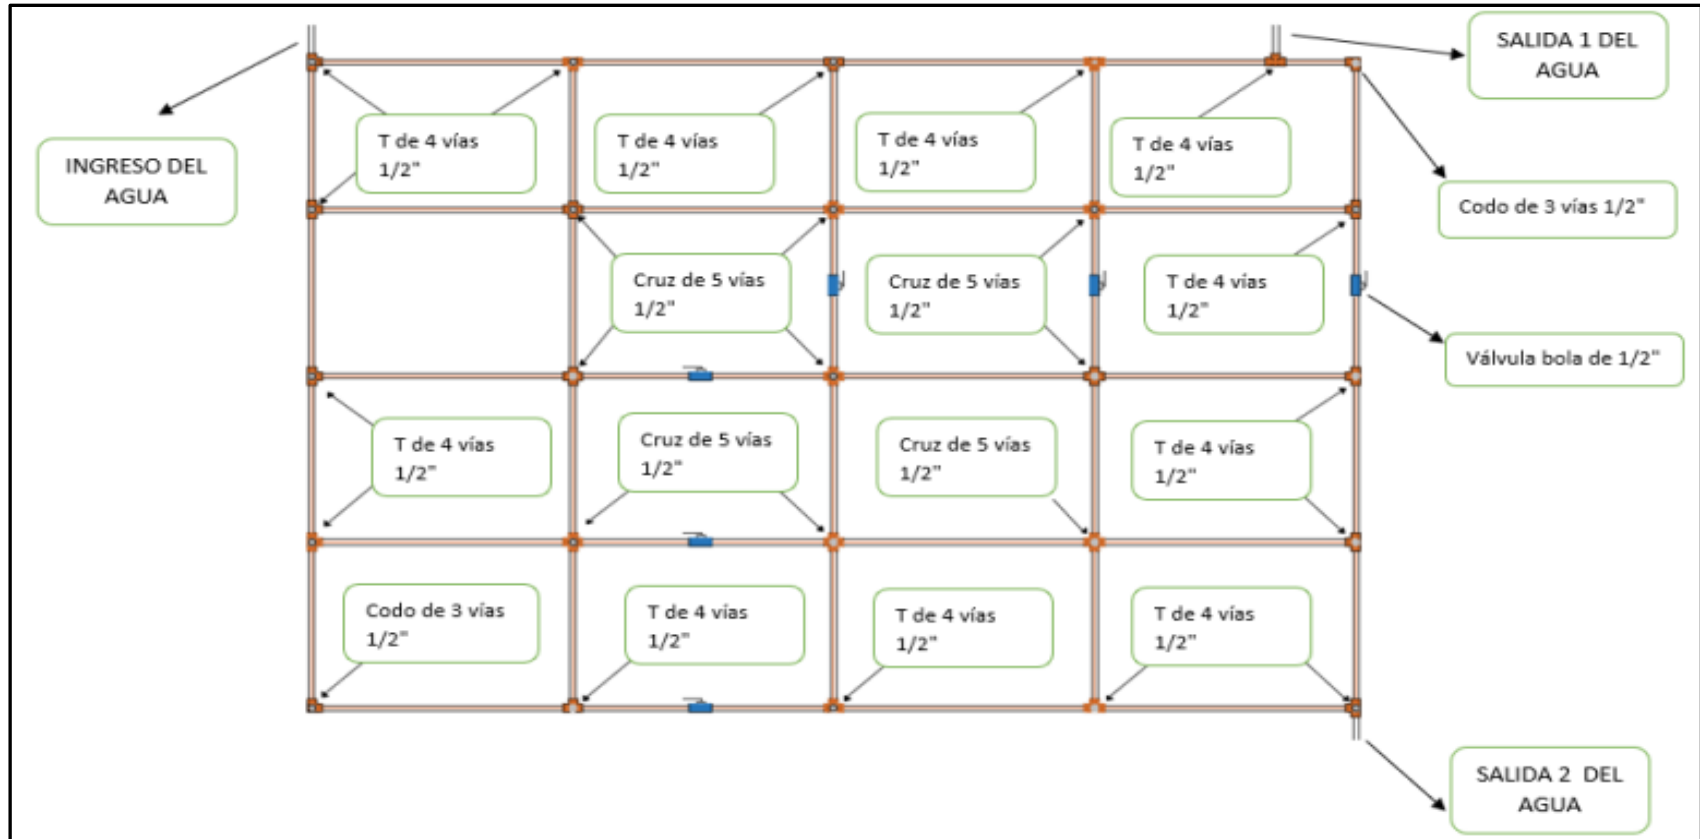 SALIDA 1 DEL
AGUA
INGRESO DEL
AGUA
T de 4 vías
1/2"
T de 4 vías
1/2"
T de 4 vías
1/2"
T de 4 vías
1/2"
Codo de 3 vías 1/2"
Cruz de 5 vías
1/2"
Cruz de 5 vías
1/2"
T de 4 vías
1/2"
Válvula bola de 1/2"
T de 4 vías
1/2"
Cruz de 5 vías
1/2"
Cruz de 5 vías
1/2"
T de 4 vías
1/2"
Codo de 3 vías
1/2"
T de 4 vías
1/2"
T de 4 vías
1/2"
T de 4 vías
1/2"
SALIDA 2 DEL
AGUA